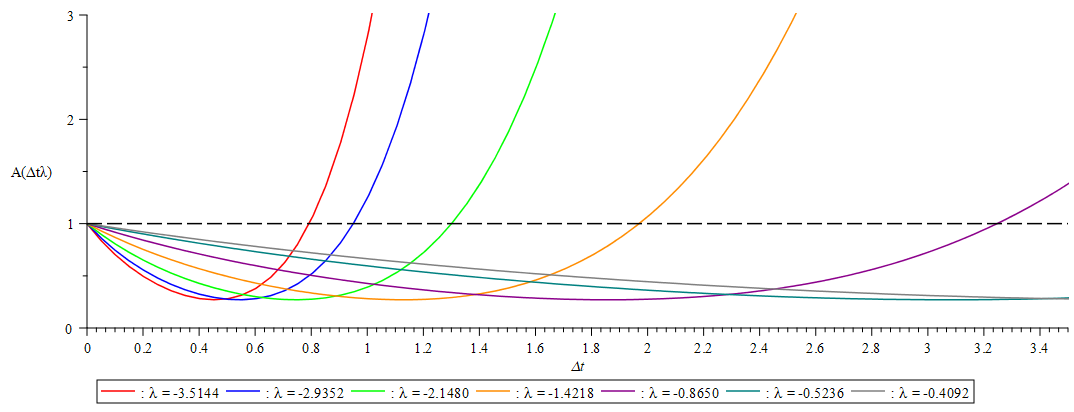 3
2
A(Δtλ)
1
0
0 0.2 0.4 0.6 0.8 1 1.2 1.4 1.6 1.8 2 2.2 2.4 2.6 2.8 3 3.2 3.4
Δt
: λ = -3.5144 : λ = -2.9352 : λ = -2.1480 : λ = -1.4218 : λ = -0.8650 : λ = -0.5236 : λ = -0.4092